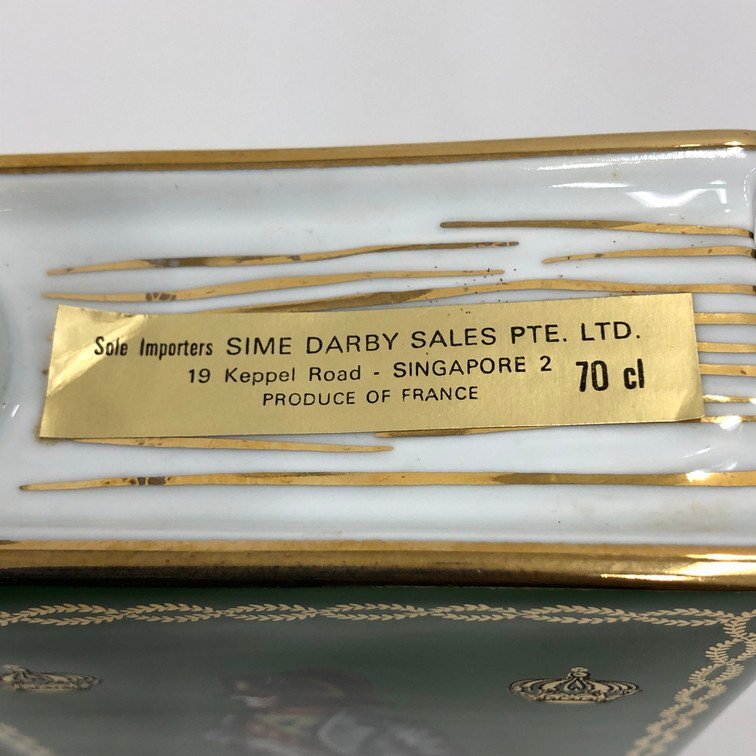 Sole Importers SIME DARBY SALES PTE. LTD.
19 Keppel Road - SINGAPORE 2 70 cl
PRODUCE OF FRANCE